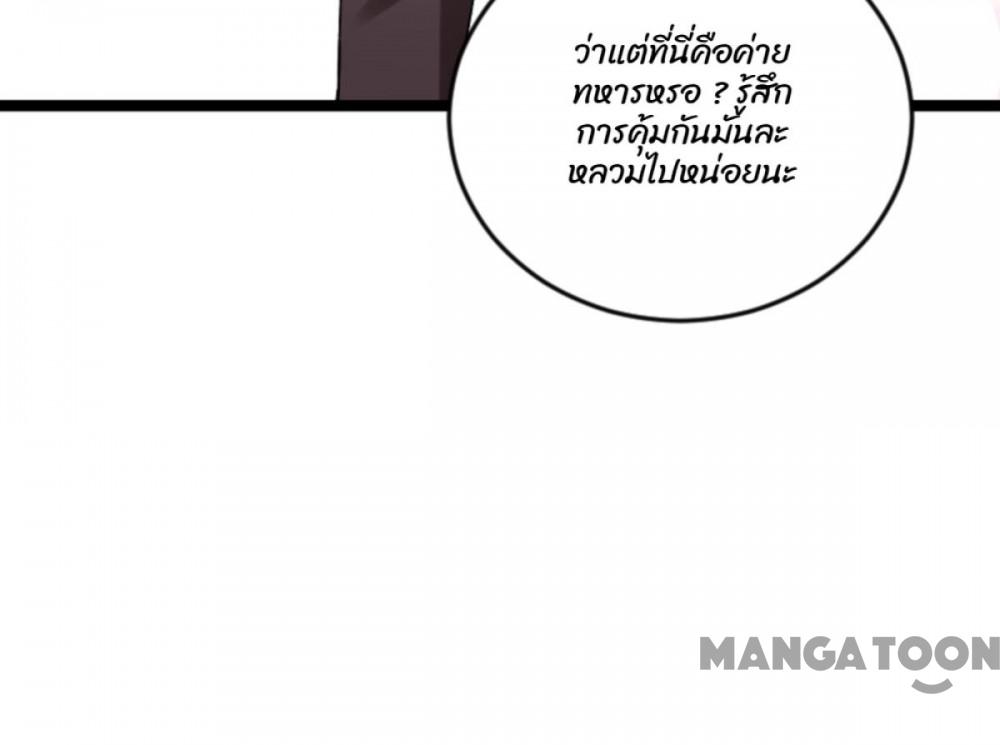 ว่าแต่ที่นี่คือค่าย
ทหารหรอ ? รู้สึก
การคุ้มกันมันละ
หลวมไปหน่อยนะ
MANGATOON